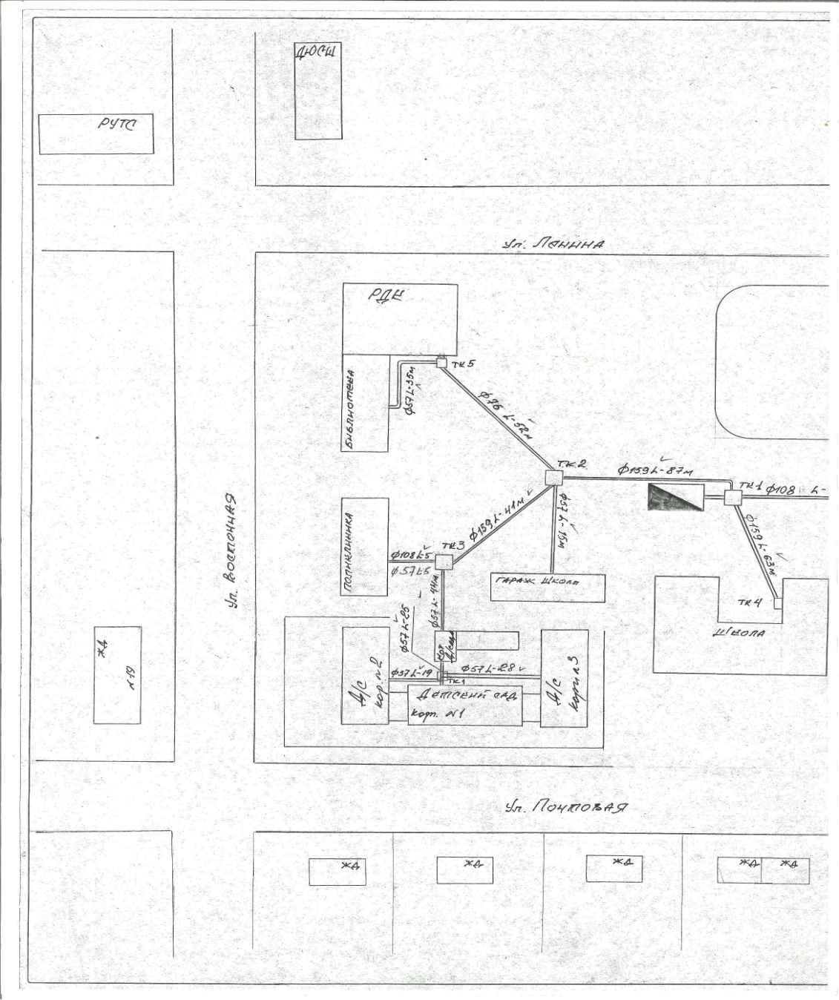 ДЮСШ
РУТС
ул. Ленина
РДК
ТК5
БИБЛИОТЕКА
Ф57 L-35м
Ф76 L-52м
ТК2
Ф159 L-87м
ТК1
Ф108 L-
Ф159 L-41м
Ф57 L-15м
Ф159 L-63м
ул. Восточная
ПОЛИКЛИНИКА
ТК3
Ф108 L-5
Ф57 L-5
Ф57 L-44м
ГАРАЖ ШКОЛА
ТК4
ШКОЛА
Ф57 L-25
КОТ
Ф57 L-19
Ф57 L-28
ТК1
Д/С
кор. №2
ДЕТСКИЙ САД
корп. №1
Д/С
корп №3
ЖД
№19
ул. Почтовая
ЖД
ЖД
ЖД
ЖД
ЖД